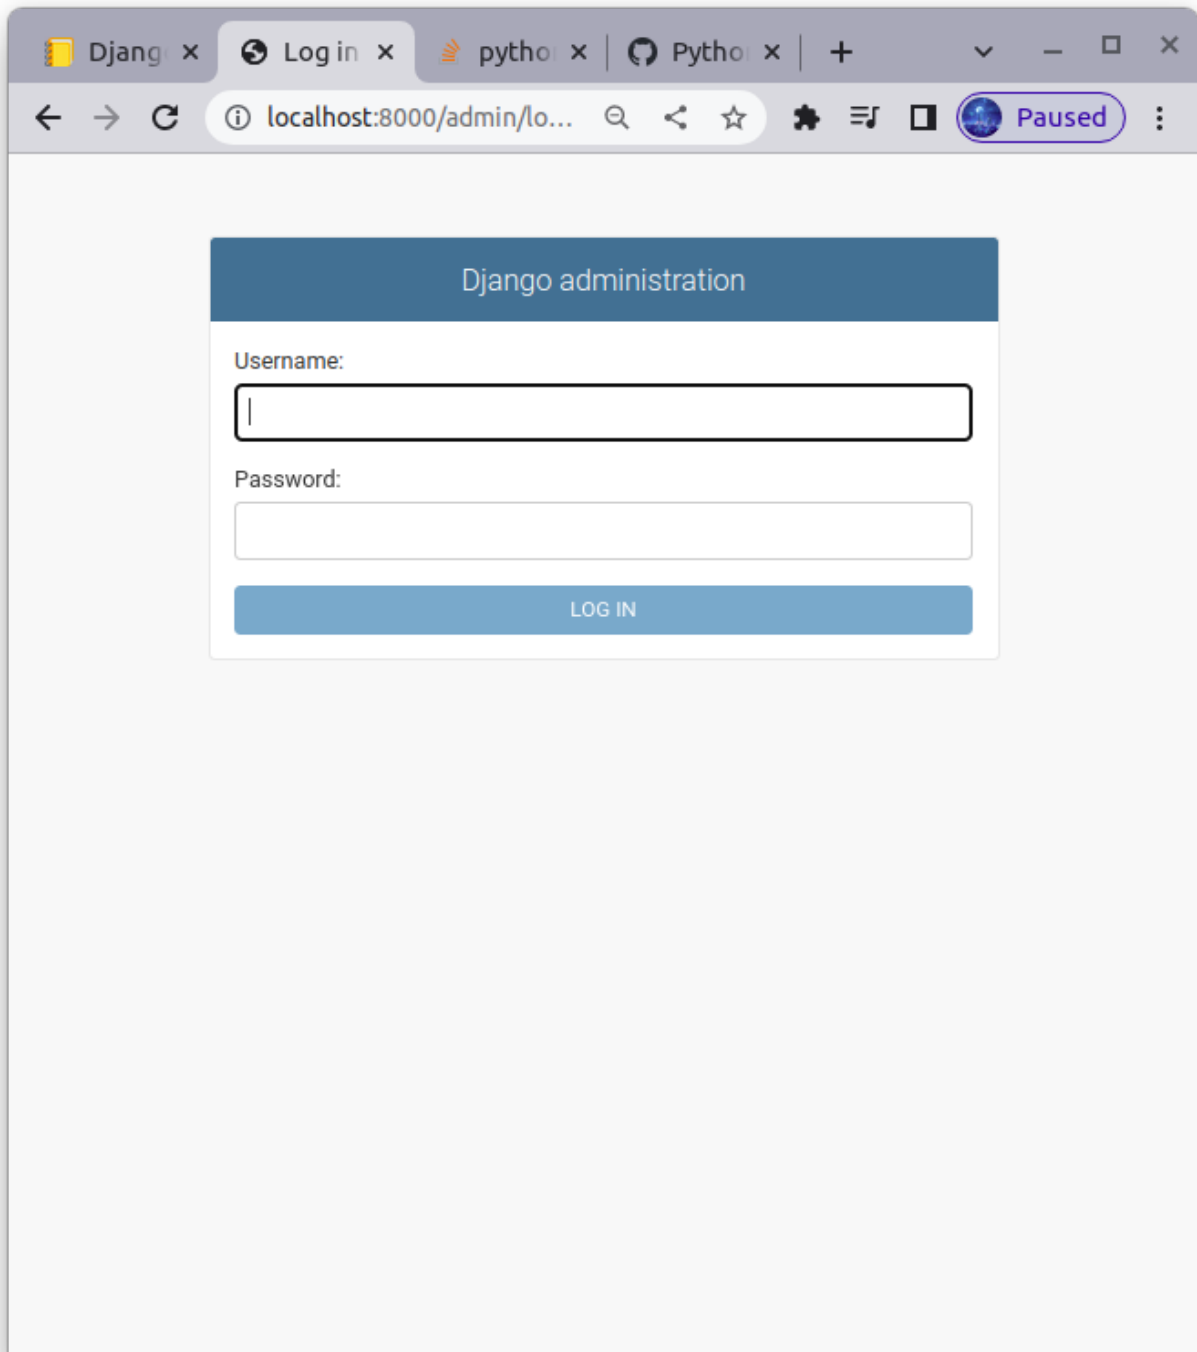 Djang
Log in
pytho
Pytho
localhost:8000/admin/lo...
Paused
Django administration
Username:
Password:
LOG IN